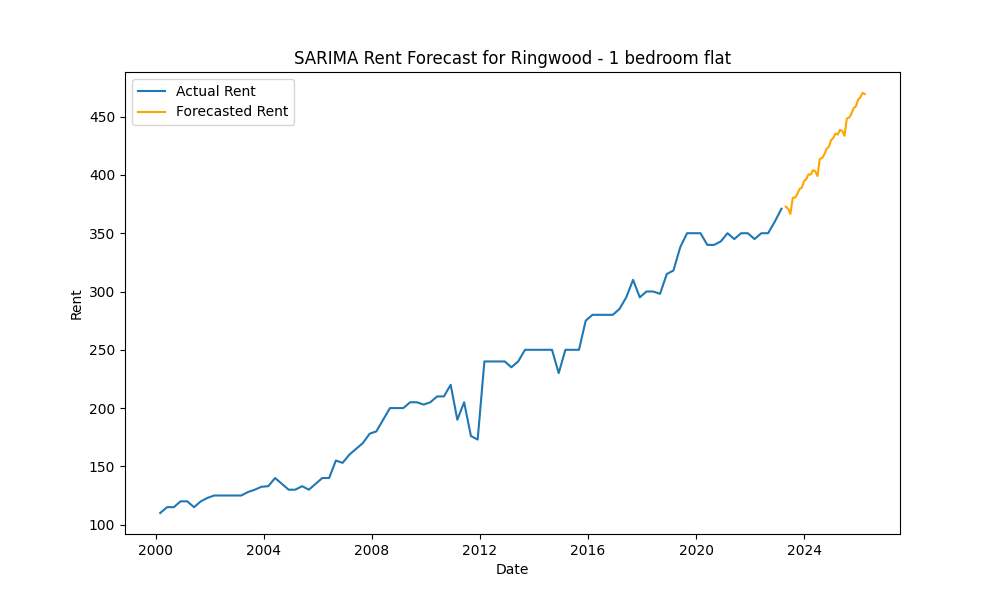 SARIMA Rent Forecast for Ringwood - 1 bedroom flat
Actual Rent
Forecasted Rent
450
400
350
300
250
200
150
100
Rent
2000 2004 2008 2012 2016 2020 2024
Date